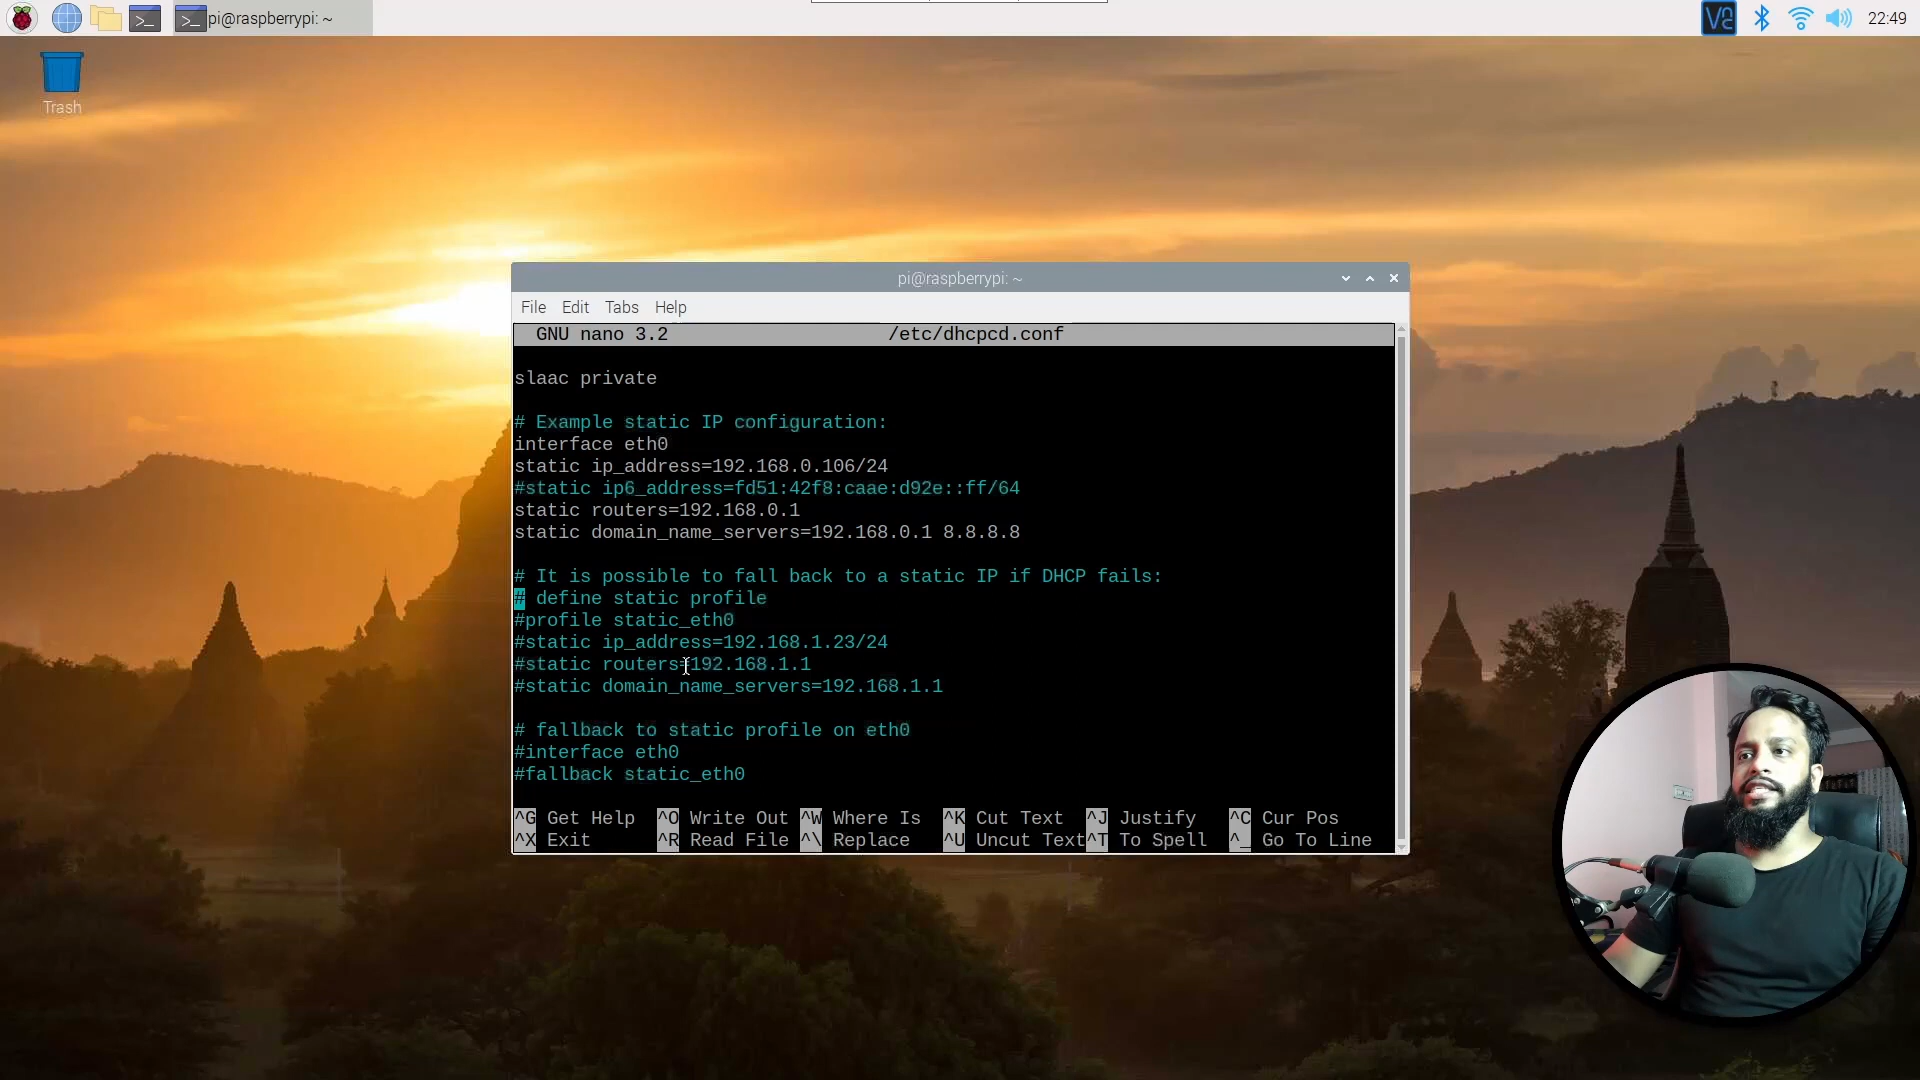 pi@raspberrypi: ~
22:49
Trash
pi@raspberrypi: ~
File Edit Tabs Help
GNU nano 3.2 /etc/dhcpcd.conf
slaac private
# Example static IP configuration:
interface eth0
static ip_address=192.168.0.106/24
#static ip6_address=fd51:42f8:caae:d92e::ff/64
static routers=192.168.0.1
static domain_name_servers=192.168.0.1 8.8.8.8
# It is possible to fall back to a static IP if DHCP fails:
# define static profile
#profile static_eth0
#static ip_address=192.168.1.23/24
#static routers=192.168.1.1
#static domain_name_servers=192.168.1.1
# fallback to static profile on eth0
#interface eth0
#fallback static_eth0
^G Get Help ^O Write Out ^W Where Is ^K Cut Text ^J Justify ^C Cur Pos
^X Exit ^R Read File ^\ Replace ^U Uncut Text ^T To Spell ^_ Go To Line